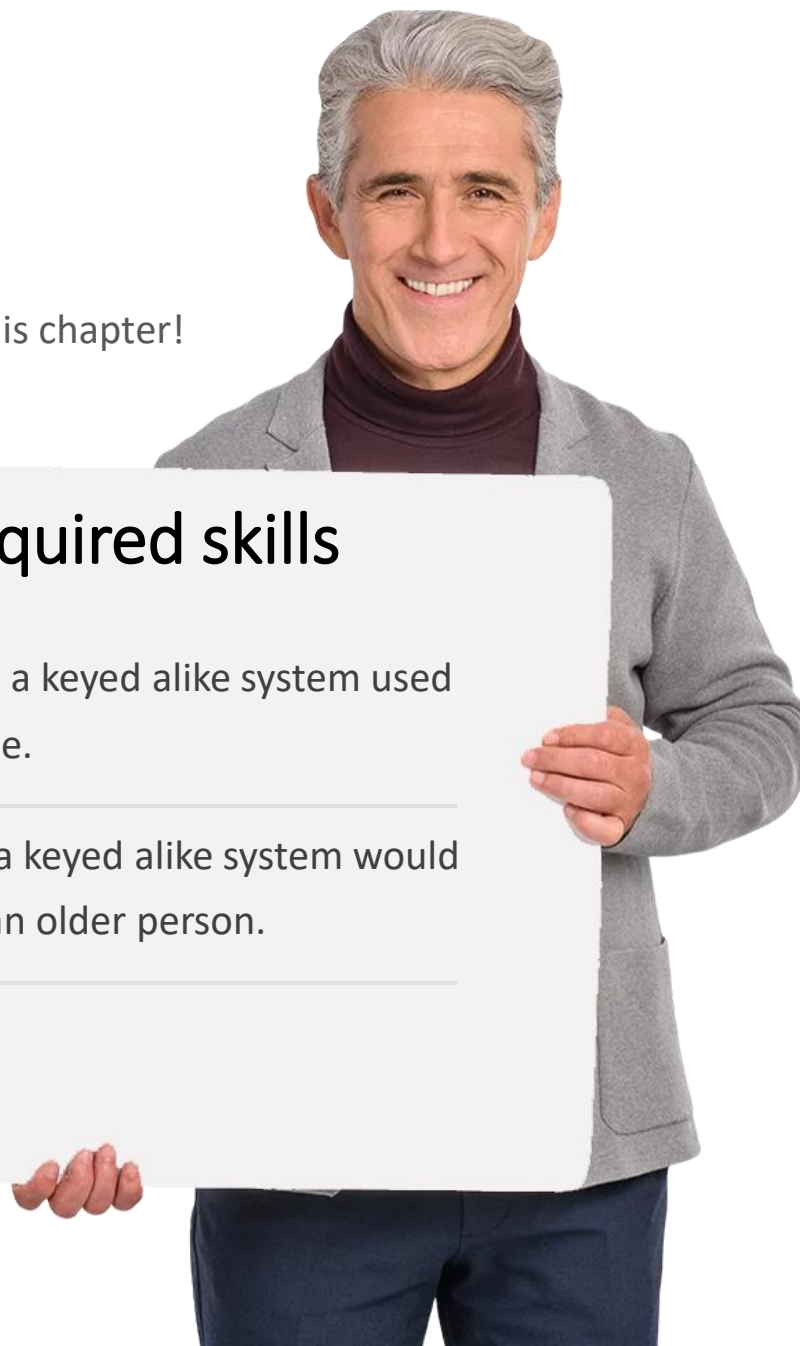 is chapter!
quired skills
a keyed alike system used
e.
a keyed alike system would
n older person.